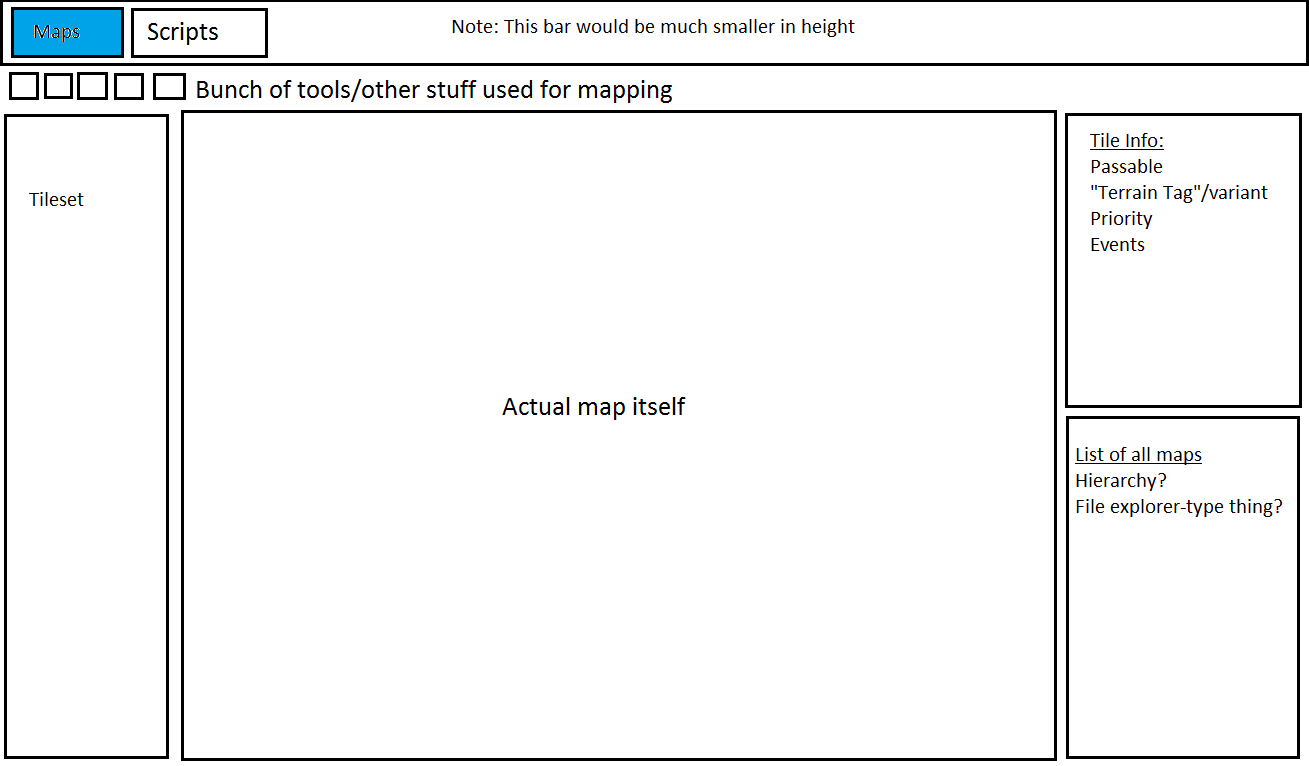 Maps
Scripts
Note: This bar would be much smaller in height
Bunch of tools/other stuff used for mapping
Tileset
Actual map itself
Tile Info:
Passable
"Terrain Tag"/variant
Priority
Events
List of all maps
Hierarchy?
File explorer-type thing?